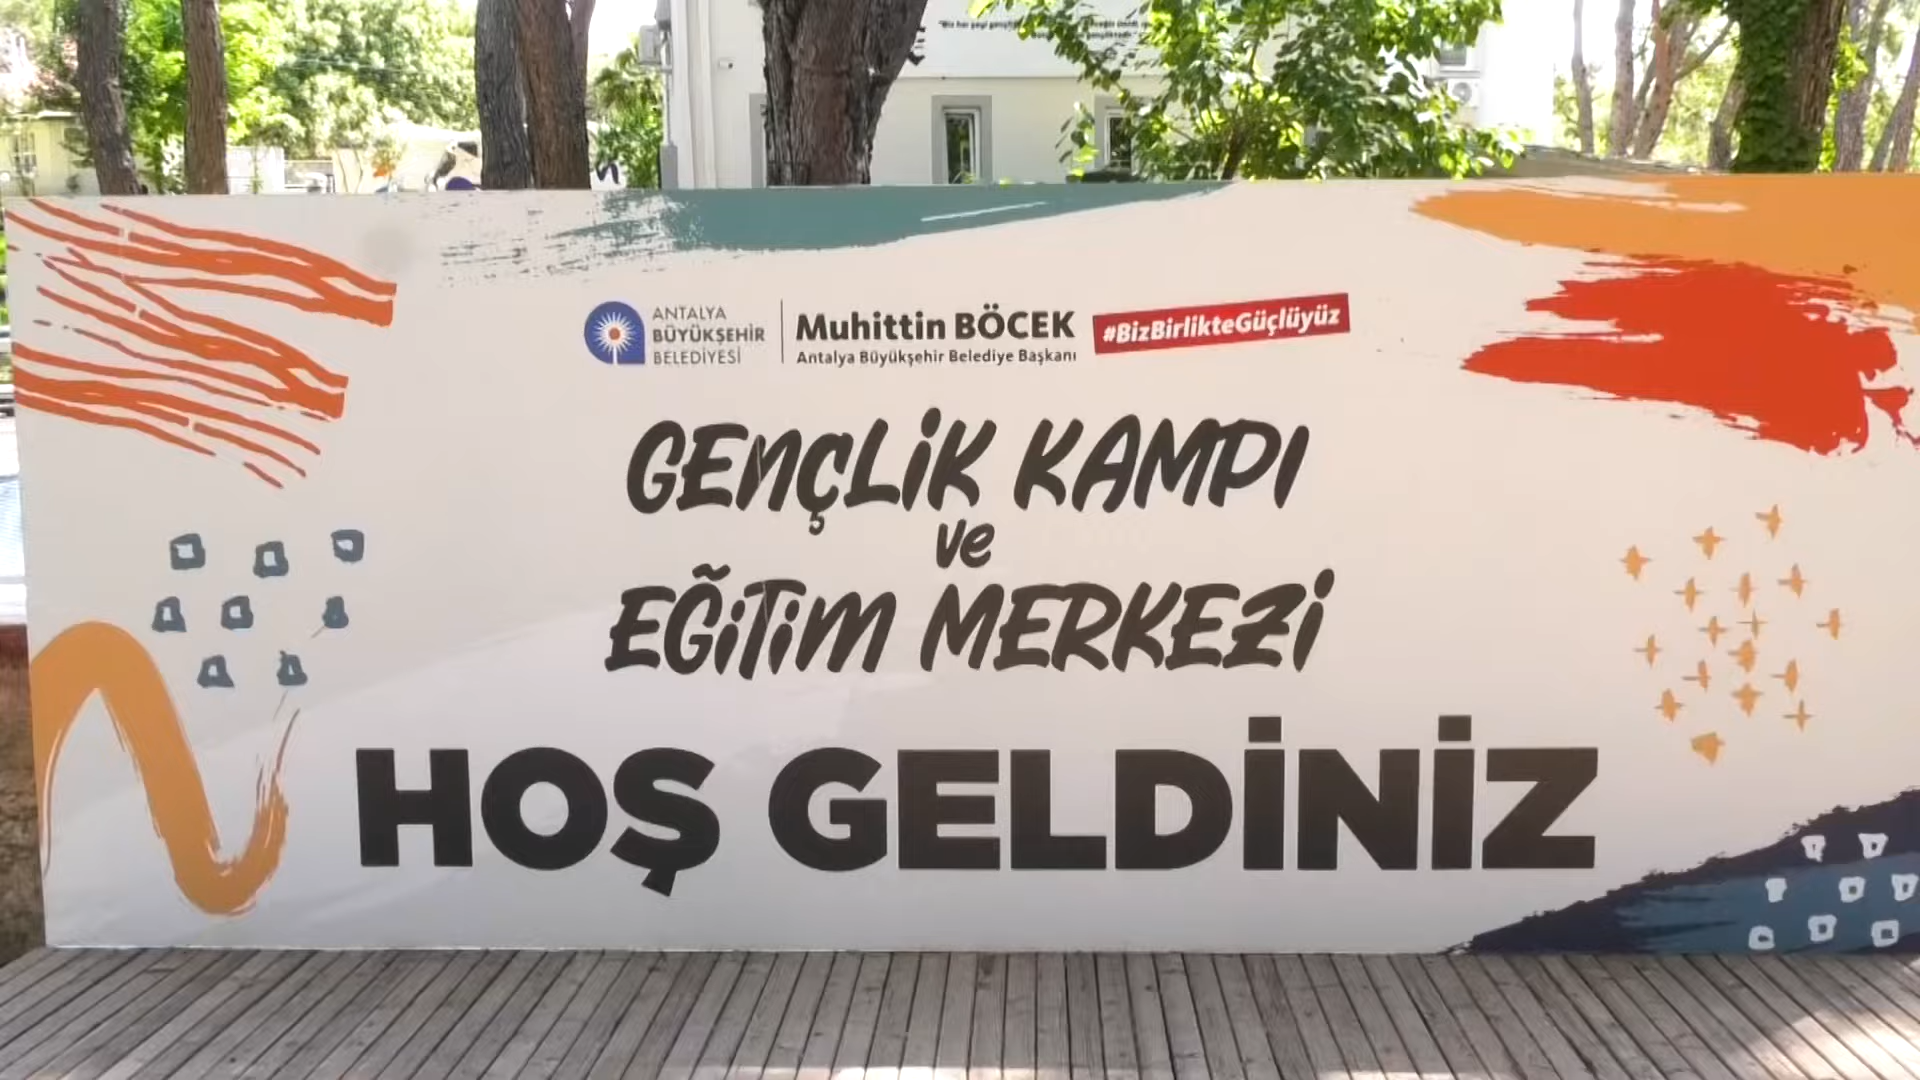 ANTALYA
BÜYÜKŞEHİR
BELEDİYESİ
Muhittin BÖCEK
Antalya Büyükşehir Belediye Başkanı
#BizBirlikteGüçlüyüz
GENÇLİK KAMPI
ve
EĞİTİM MERKEZİ
HOŞ GELDİNİZ